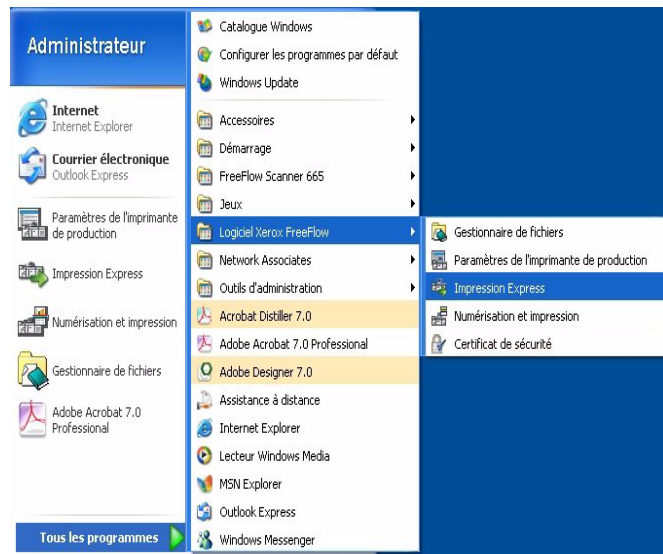 Administrateur
Internet
Internet Explorer
Courrier électronique
Outlook Express
Paramètres de l'imprimante
de production
Impression Express
Numérisation et impression
Gestionnaire de fichiers
Adobe Acrobat 7.0
Professional
Tous les programmes
Catalogue Windows
Configurer les programmes par défaut
Windows Update
Accessoires
Démarrage
FreeFlow Scanner 665
Jeux
Logiciel Xerox FreeFlow
Network Associates
Outils d'administration
Acrobat Distiller 7.0
Adobe Acrobat 7.0 Professional
Adobe Designer 7.0
Assistance à distance
Internet Explorer
Lecteur Windows Media
MSN Explorer
Outlook Express
Windows Messenger
Gestionnaire de fichiers
Paramètres de l'imprimante de production
Impression Express
Numérisation et impression
Certificat de sécurité